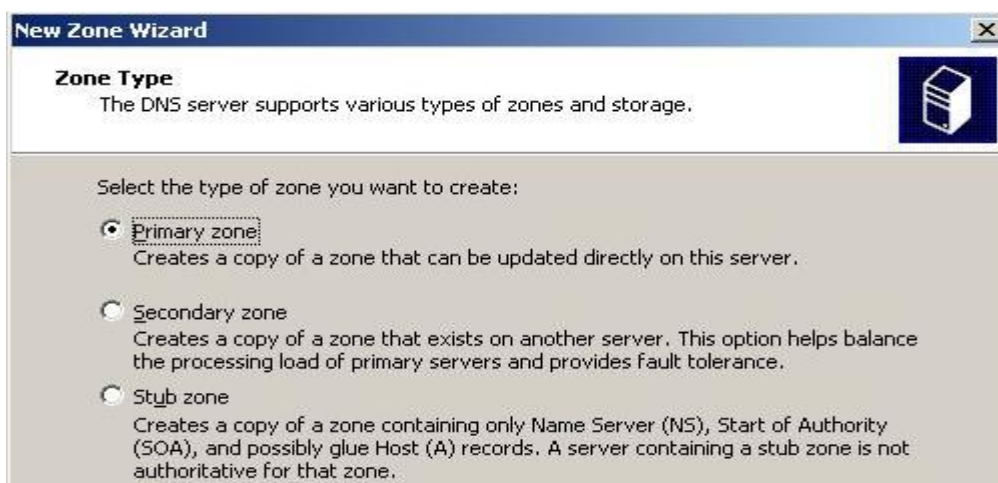 New Zone Wizard
Zone Type
The DNS server supports various types of zones and storage.
Select the type of zone you want to create:
Primary zone
Creates a copy of a zone that can be updated directly on this server.
Secondary zone
Creates a copy of a zone that exists on another server. This option helps balance
the processing load of primary servers and provides fault tolerance.
Stub zone
Creates a copy of a zone containing only Name Server (NS), Start of Authority
(SOA), and possibly glue Host (A) records. A server containing a stub zone is not
authoritative for that zone.